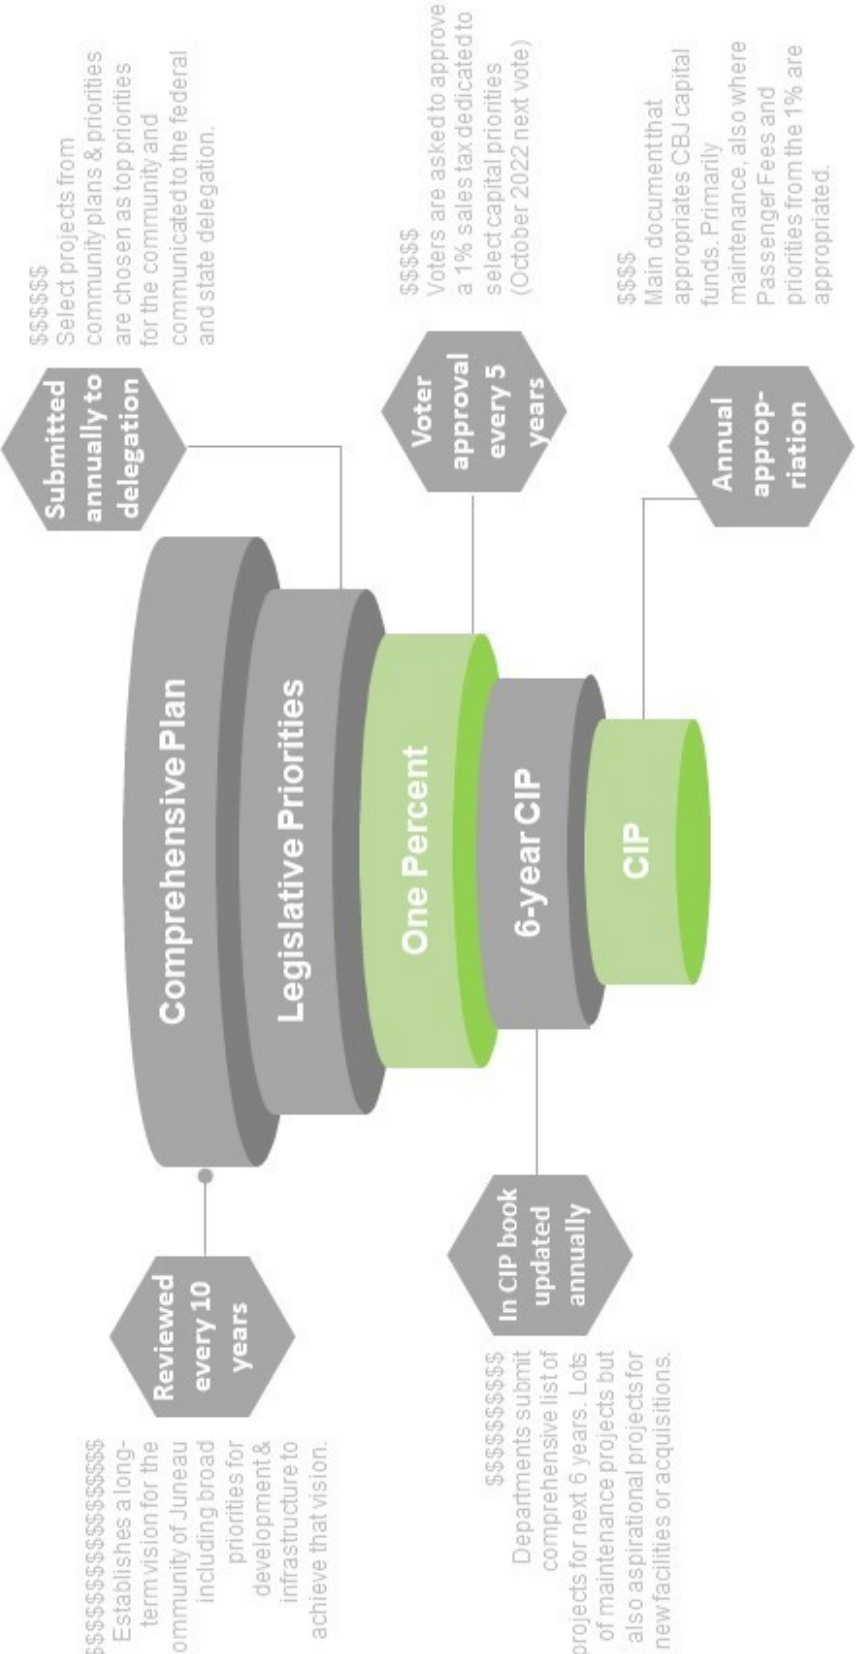 $$$$$$$$$$$$$$$$$$$
Establishes a long-
term vision for the
ommunity of Juneau
including broad
priorities for
development &
infrastructure to
achieve that vision.
Reviewed
every 10
years
Comprehensive Plan
Submitted
annually to
delegation
$$$$$$
Select projects from
community plans & priorities
are chosen as top priorities
for the community and
communicated to the federal
and state delegation.
Legislative Priorities
One Percent
Voter
approval
every 5
years
$$$$$
Voters are asked to approve
a 1% sales tax dedicated to
select capital priorities
(October 2022 next vote)
$$$$$$$$$$
Departments submit
comprehensive list of
projects for next 6 years. Lots
of maintenance projects but
also aspirational projects for
new facilities or acquisitions.
In CIP book
updated
annually
6-year CIP
CIP
Annual
approp-
riation
$$$$
Main document that
appropriates CBJ capital
funds. Primarily
maintenance, also where
Passenger Fees and
priorities from the 1% are
appropriated.